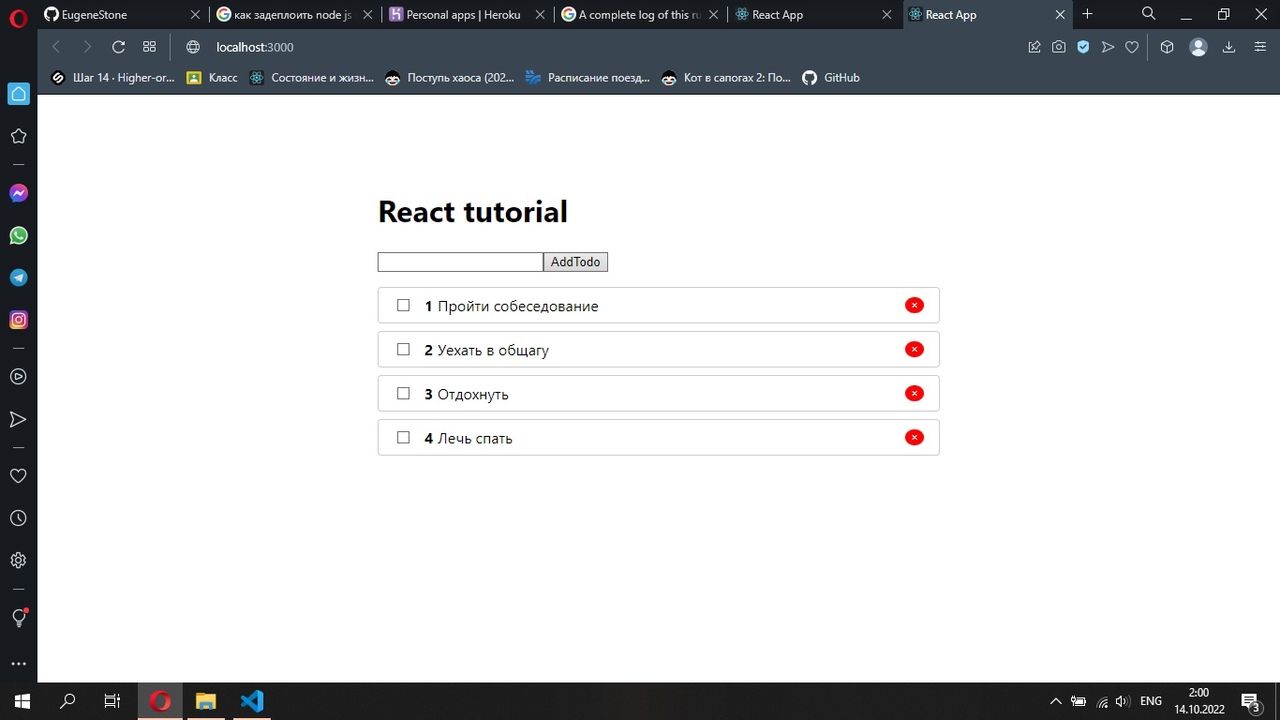 EugeneStone
как задеплоить node js
Personal apps | Heroku
A complete log of this ru
React App
React App
localhost:3000
Шаг 14 · Higher-or...
Класс
Состояние и жизн...
Поступь хаоса (202...
Расписание поезд...
Кот в сапогах 2: По...
GitHub
React tutorial
AddTodo
1 Пройти собеседование
2 Уехать в общагу
3 Отдохнуть
4 Лечь спать
ENG
2:00
14.10.2022
3